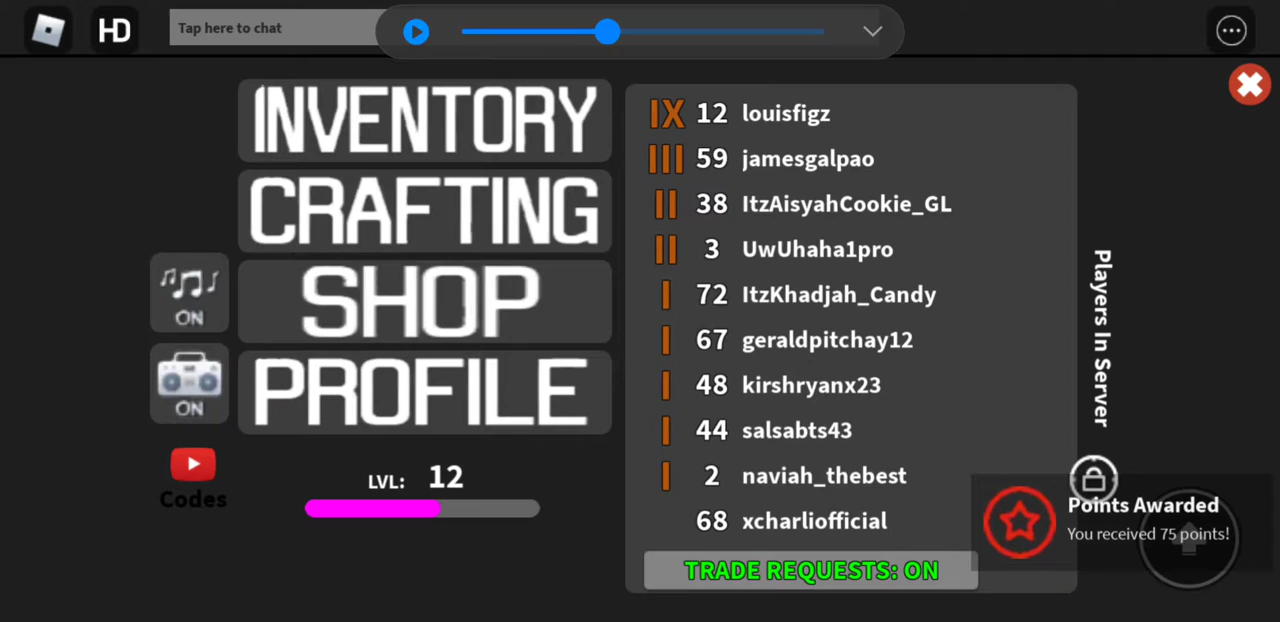 HD
Tap here to chat
INVENTORY
CRAFTING
SHOP
PROFILE
ON
ON
Codes
LVL: 12
IX 12 louisfigz
III 59 jamesgalpao
II 38 ItzAisyahCookie_GL
II 3 UwUhaha1pro
I 72 ItzKhadjah_Candy
I 67 geraldpitchay12
I 48 kirshryanx23
I 44 salsabts43
I 2 naviah_thebest
68 xcharliofficial
TRADE REQUESTS: ON
Players In Server
Points Awarded
You received 75 points!